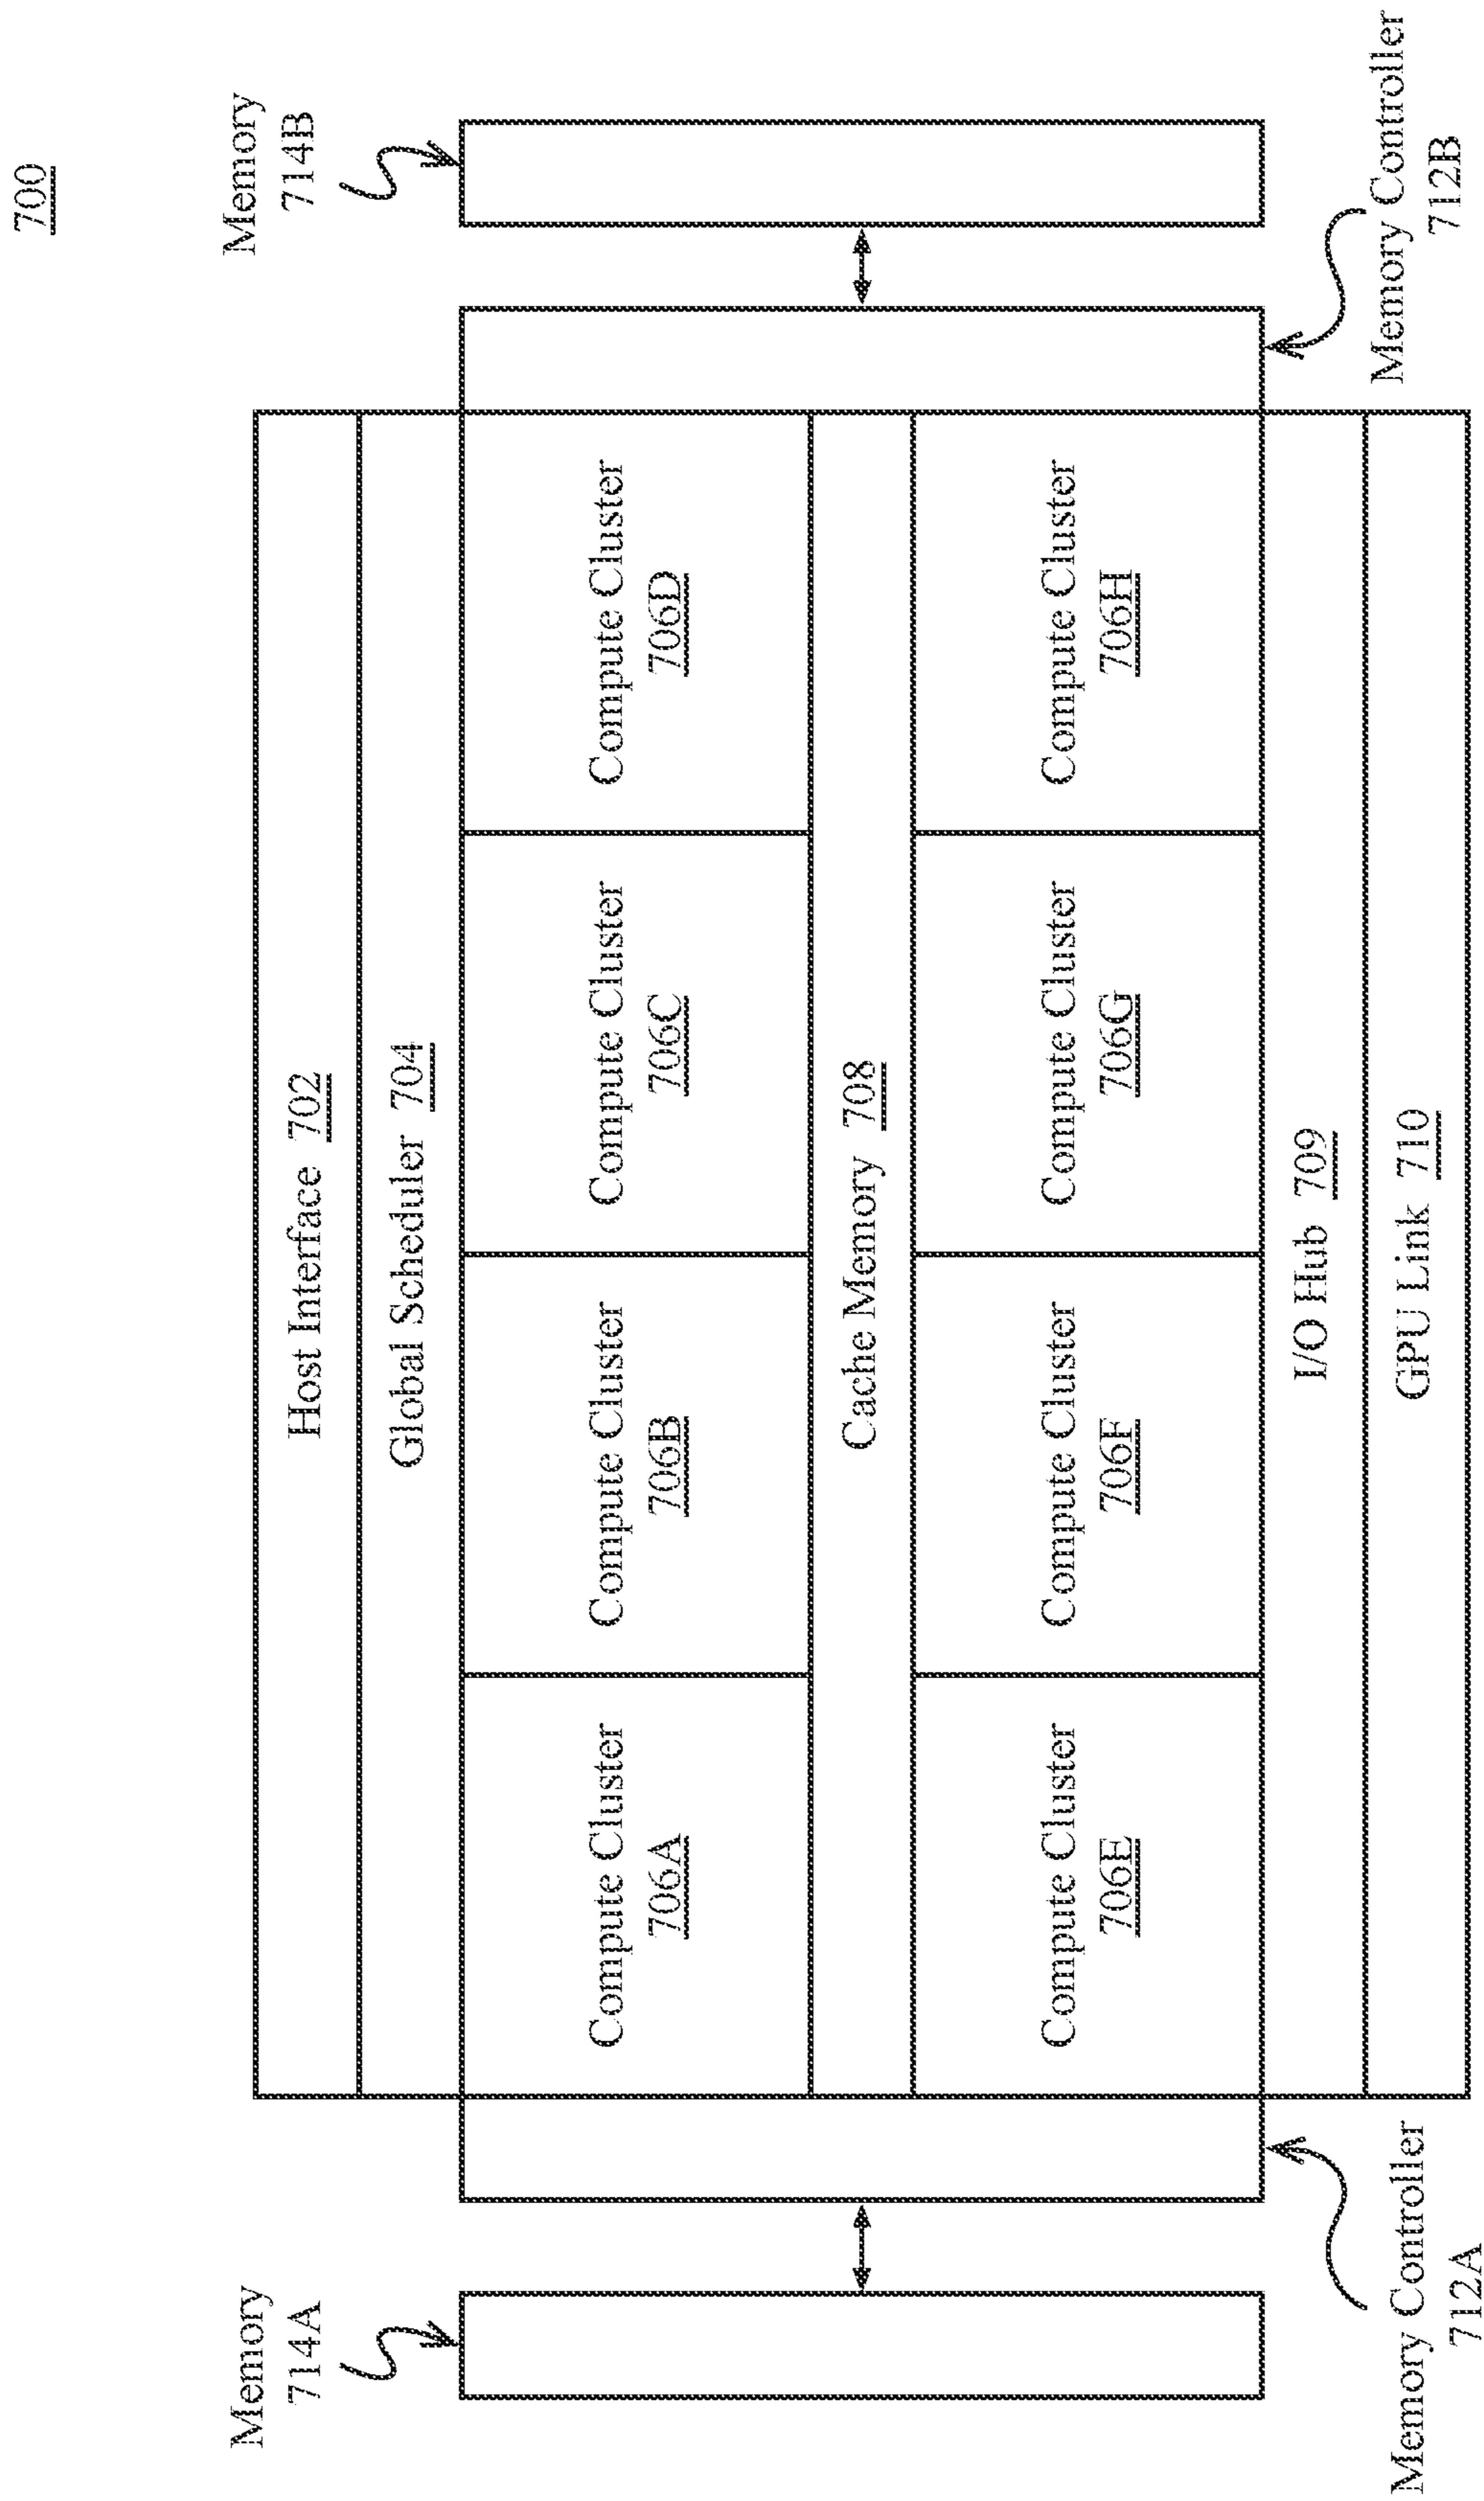 700
Memory
714A
Memory
714B
Host Interface 702
Global Scheduler 704
Compute Cluster
706A
Compute Cluster
706B
Compute Cluster
706C
Compute Cluster
706D
Cache Memory 708
Compute Cluster
706E
Compute Cluster
706F
Compute Cluster
706G
Compute Cluster
706H
I/O Hub 709
GPU Link 710
Memory Controller
712A
Memory Controller
712B